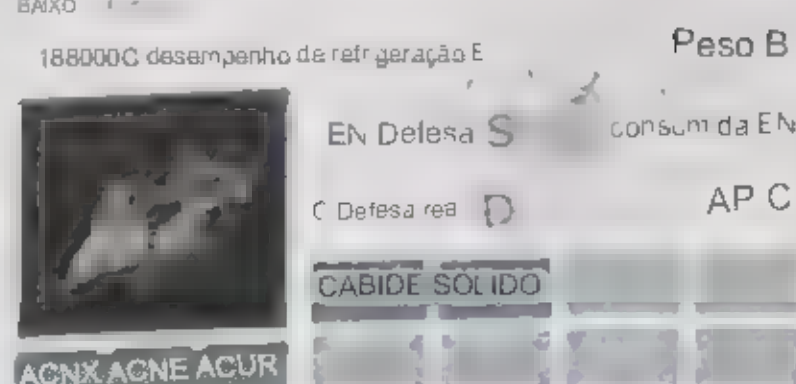 BAIXO
188000C desempenho de refrigeração E
Peso B
EN Defesa S
consum da EN
C Defesa rea D
AP C
CABIDE SOLIDO
ACNX ACNE ACUR